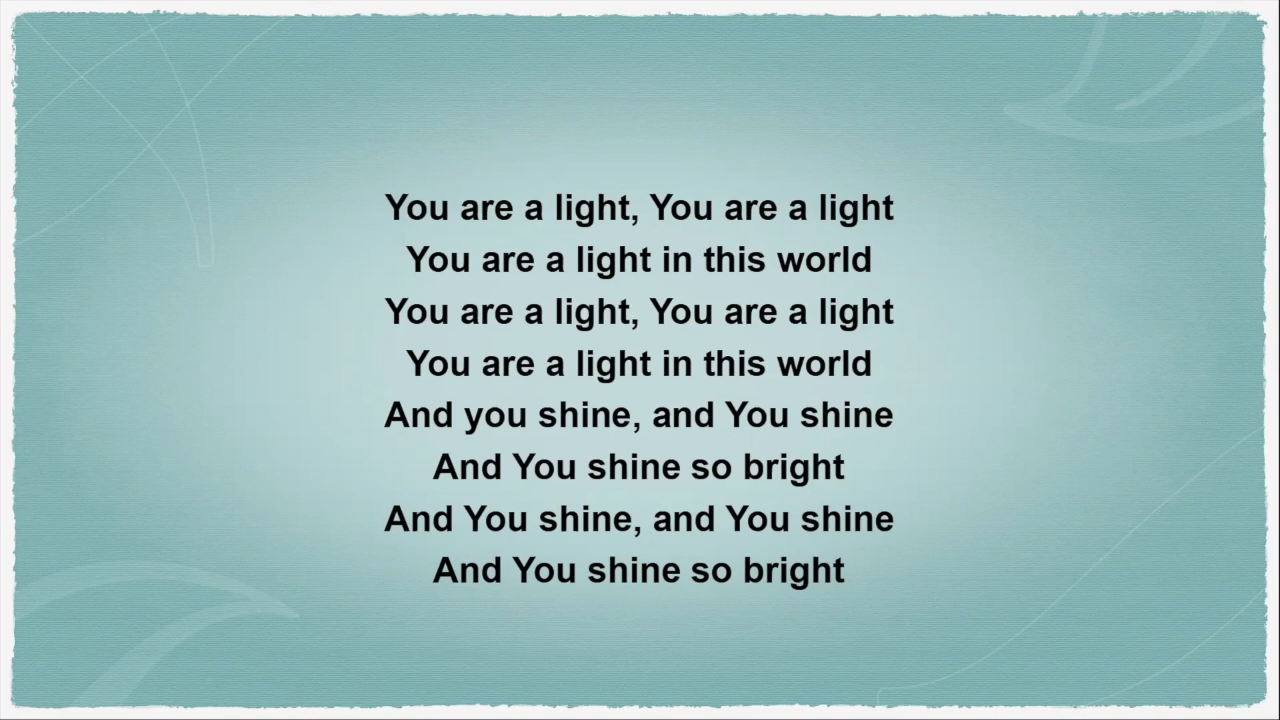 You are a light, You are a light
You are a light in this world
You are a light, You are a light
You are a light in this world
And you shine, and You shine
And You shine so bright
And You shine, and You shine
And You shine so bright